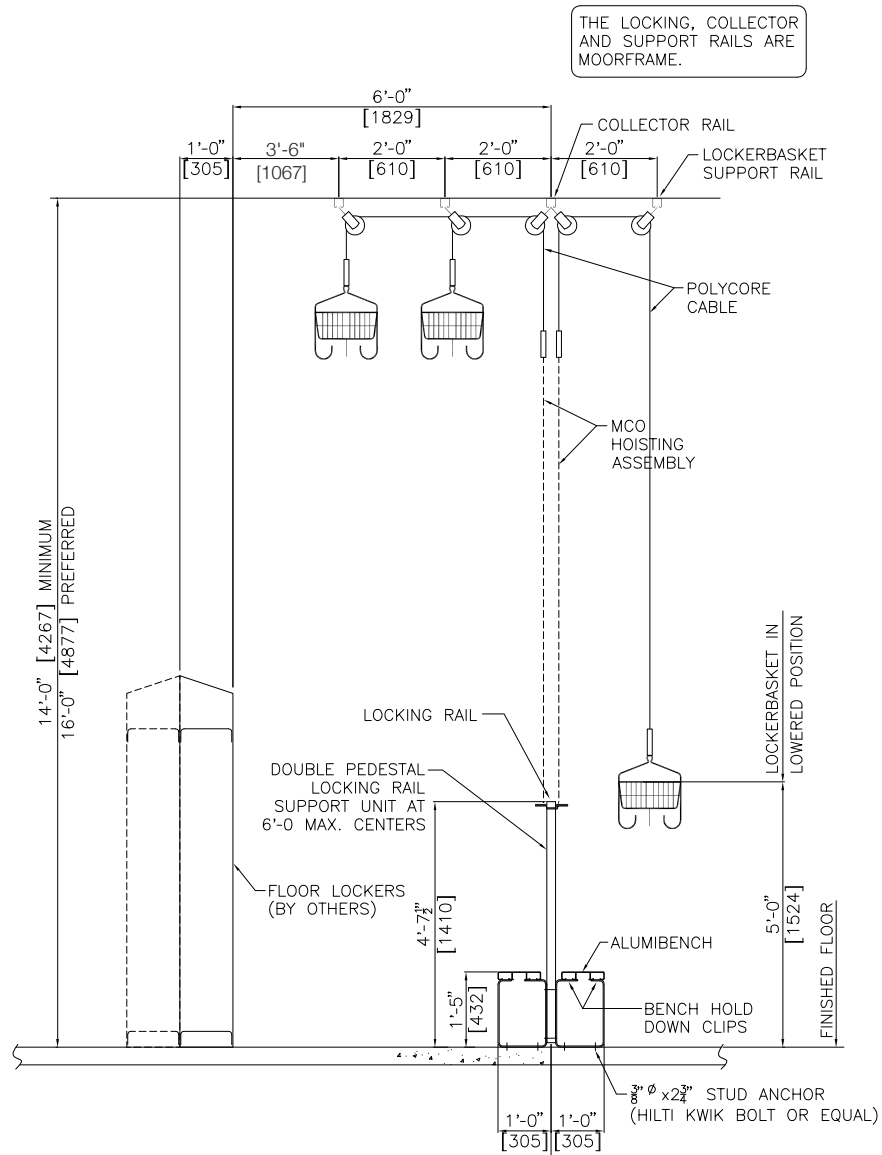 THE LOCKING, COLLECTOR
AND SUPPORT RAILS ARE
MOORFRAME.
6'-0"
[1829]
COLLECTOR RAIL
1'-0"
[305]
3'-6"
[1067]
2'-0"
[610]
2'-0"
[610]
2'-0"
[610]
LOCKERBASKET
SUPPORT RAIL
POLYCORE
CABLE
MCO
HOISTING
ASSEMBLY
14'-0" [4267] MINIMUM
16'-0" [4877] PREFERRED
LOCKERBASKET IN
LOWERED POSITION
LOCKING RAIL
DOUBLE PEDESTAL
LOCKING RAIL
SUPPORT UNIT AT
6'-0 MAX. CENTERS
FLOOR LOCKERS
(BY OTHERS)
4'-7½"
[1410]
5'-0"
[1524]
FINISHED FLOOR
ALUMIBENCH
1'-5"
[432]
BENCH HOLD
DOWN CLIPS
⅜" Ø x2¾" STUD ANCHOR
(HILTI KWIK BOLT OR EQUAL)
1'-0"
[305]
1'-0"
[305]